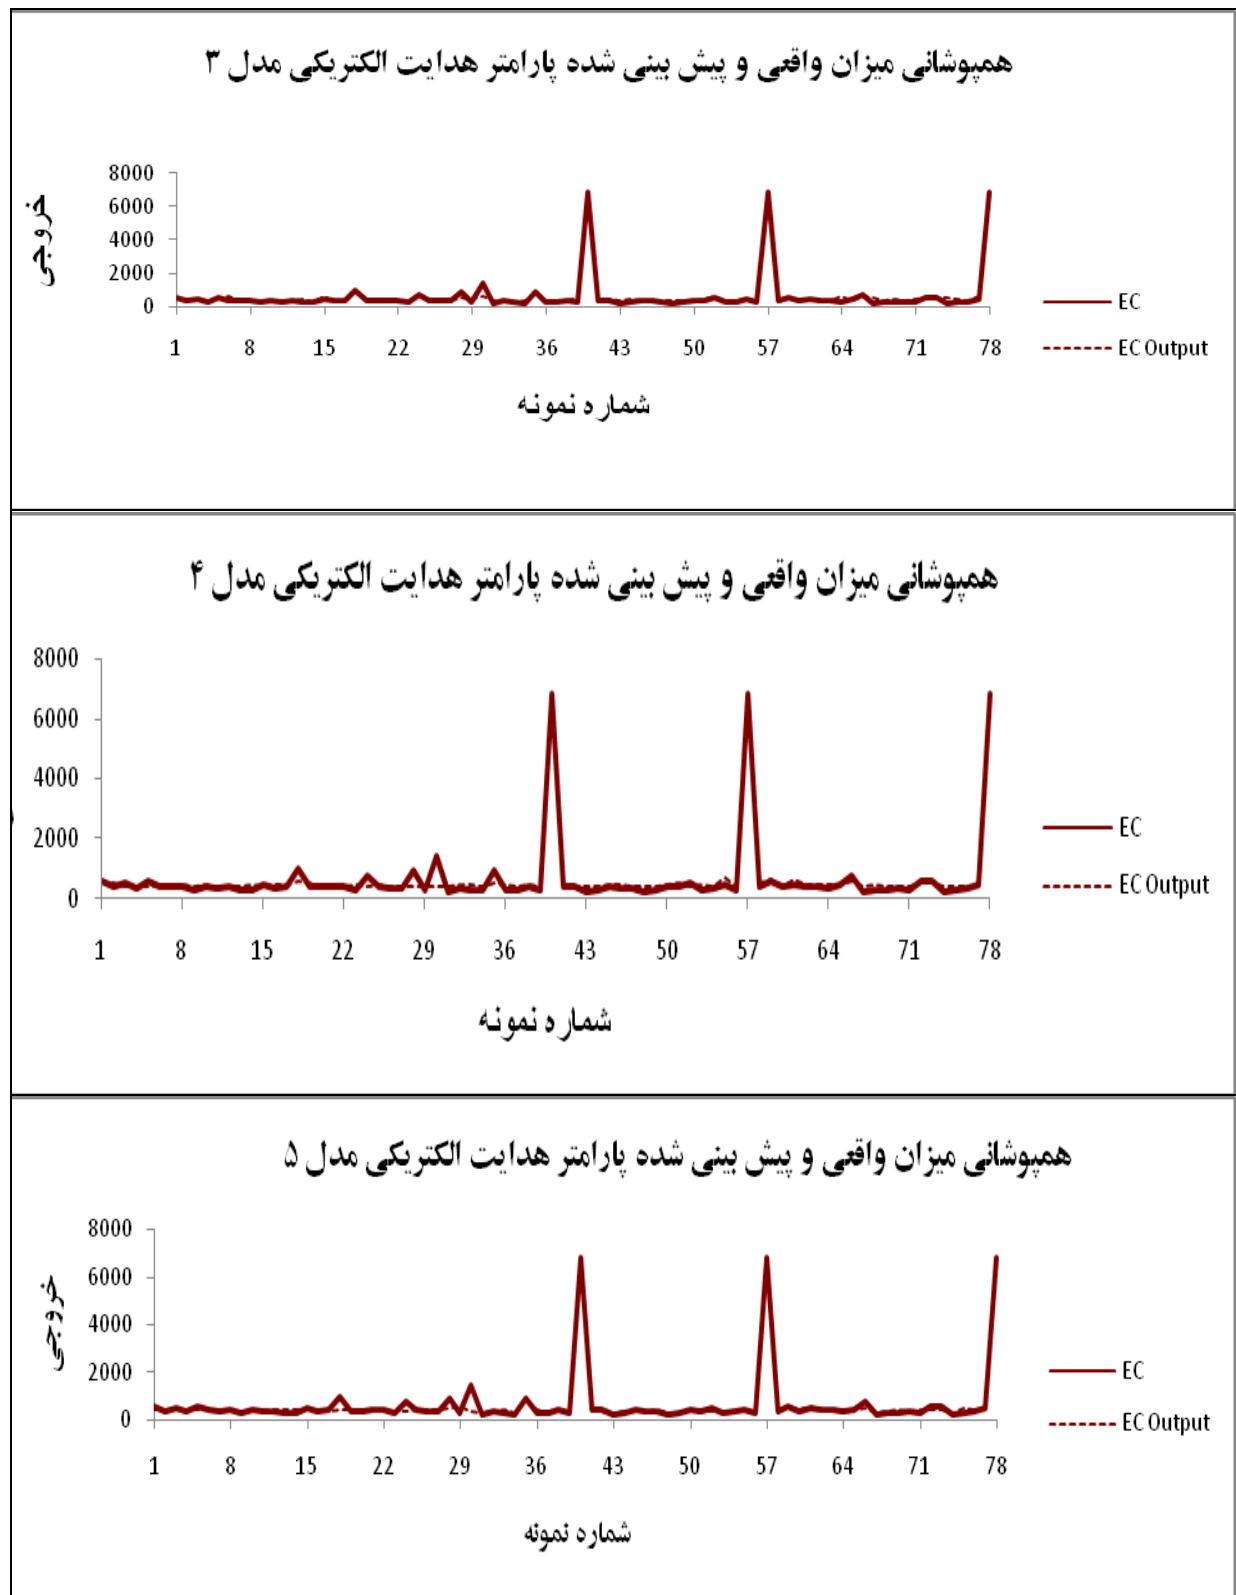 همپوشانی میزان واقعی و پیش بینی شده پارامتر هدایت الکتریکی مدل ۳
8000
6000
4000
2000
0
خروجی
1 8 15 22 29 36 43 50 57 64 71 78
شماره نمونه
EC
EC Output
همپوشانی میزان واقعی و پیش بینی شده پارامتر هدایت الکتریکی مدل ۴
8000
6000
4000
2000
0
1 8 15 22 29 36 43 50 57 64 71 78
شماره نمونه
EC
EC Output
همپوشانی میزان واقعی و پیش بینی شده پارامتر هدایت الکتریکی مدل ۵
8000
6000
4000
2000
0
خروجی
1 8 15 22 29 36 43 50 57 64 71 78
شماره نمونه
EC
EC Output